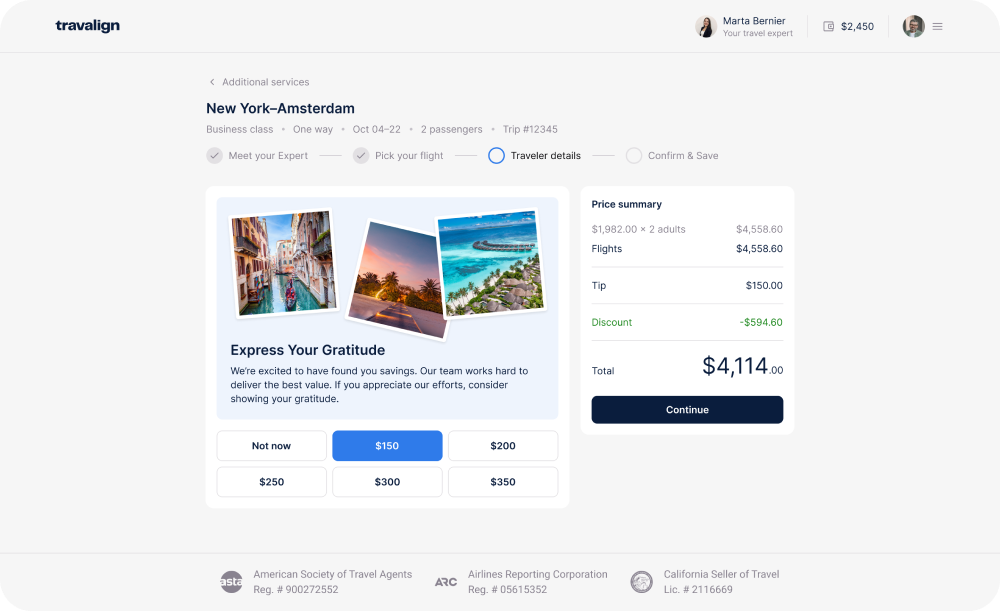 travalign
Marta Bernier
Your travel expert
$2,450
Additional services
New York–Amsterdam
Business class • One way • Oct 04–22 • 2 passengers • Trip #12345
Meet your Expert
Pick your flight
Traveler details
Confirm & Save
Express Your Gratitude
We're excited to have found you savings. Our team works hard to
deliver the best value. If you appreciate our efforts, consider
showing your gratitude.
Not now
$150
$200
$250
$300
$350
Price summary
$1,982.00 × 2 adults $4,558.60
Flights $4,558.60
Tip $150.00
Discount -$594.60
Total $4,114.00
Continue
asta
American Society of Travel Agents
Reg. # 900272552
ARC
Airlines Reporting Corporation
Reg. # 05615352
California Seller of Travel
Lic. # 2116669